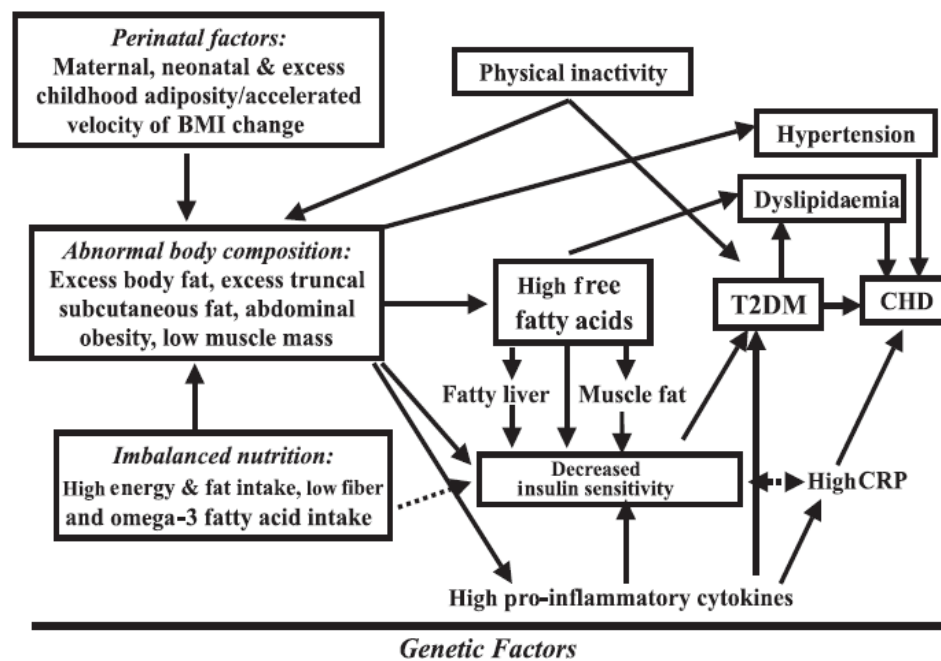 Perinatal factors:
Maternal, neonatal & excess
childhood adiposity/accelerated
velocity of BMI change
Physical inactivity
Hypertension
Dyslipidaemia
Abnormal body composition:
Excess body fat, excess truncal
subcutaneous fat, abdominal
obesity, low muscle mass
High free
fatty acids
T2DM
CHD
Fatty liver
Muscle fat
Imbalanced nutrition:
High energy & fat intake, low fiber
and omega-3 fatty acid intake
Decreased
insulin sensitivity
High CRP
High pro-inflammatory cytokines
Genetic Factors